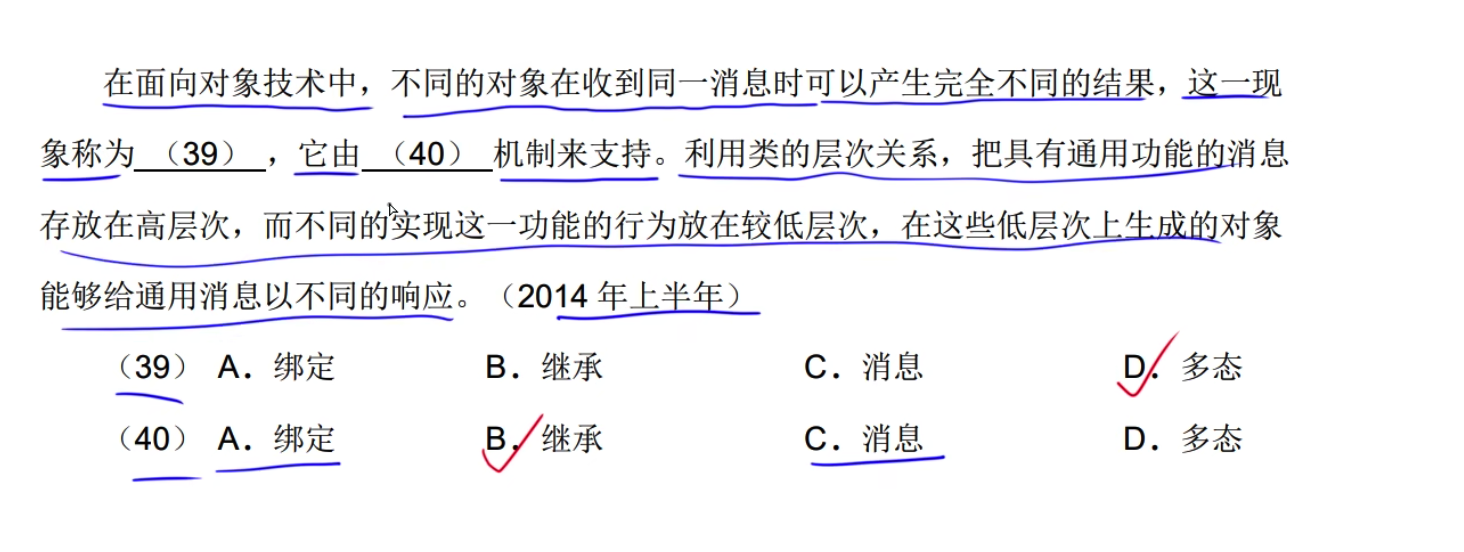 在面向对象技术中，不同的对象在收到同一消息时可以产生完全不同的结果，这一现
象称为 （39） ，它由 （40） 机制来支持。利用类的层次关系，把具有通用功能的消息
存放在高层次，而不同的实现这一功能的行为放在较低层次，在这些低层次上生成的对象
能够给通用消息以不同的响应。（2014 年上半年）
（39） A．绑定 B．继承 C．消息 D．多态
（40） A．绑定 B．继承 C．消息 D．多态